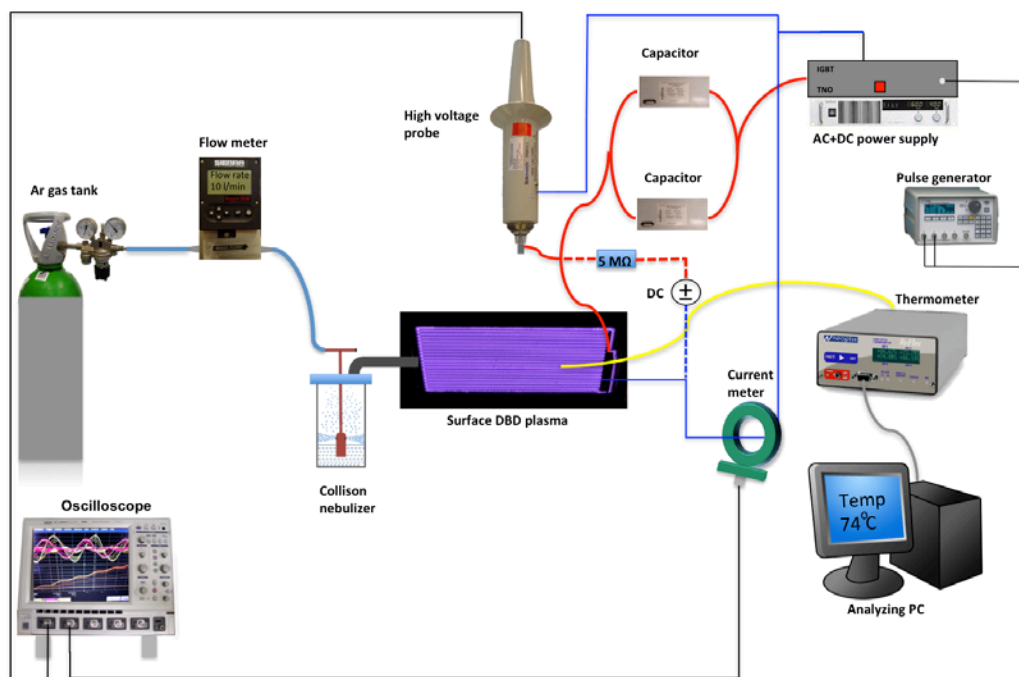 Capacitor
IGBT
TNO
High voltage
probe
AC+DC power supply
Flow meter
Flow rate
10 l/min
Capacitor
Pulse generator
Ar gas tank
5 MΩ
DC
Thermometer
Current
meter
Surface DBD plasma
Collison
nebulizer
Oscilloscope
Temp
74°C
Analyzing PC